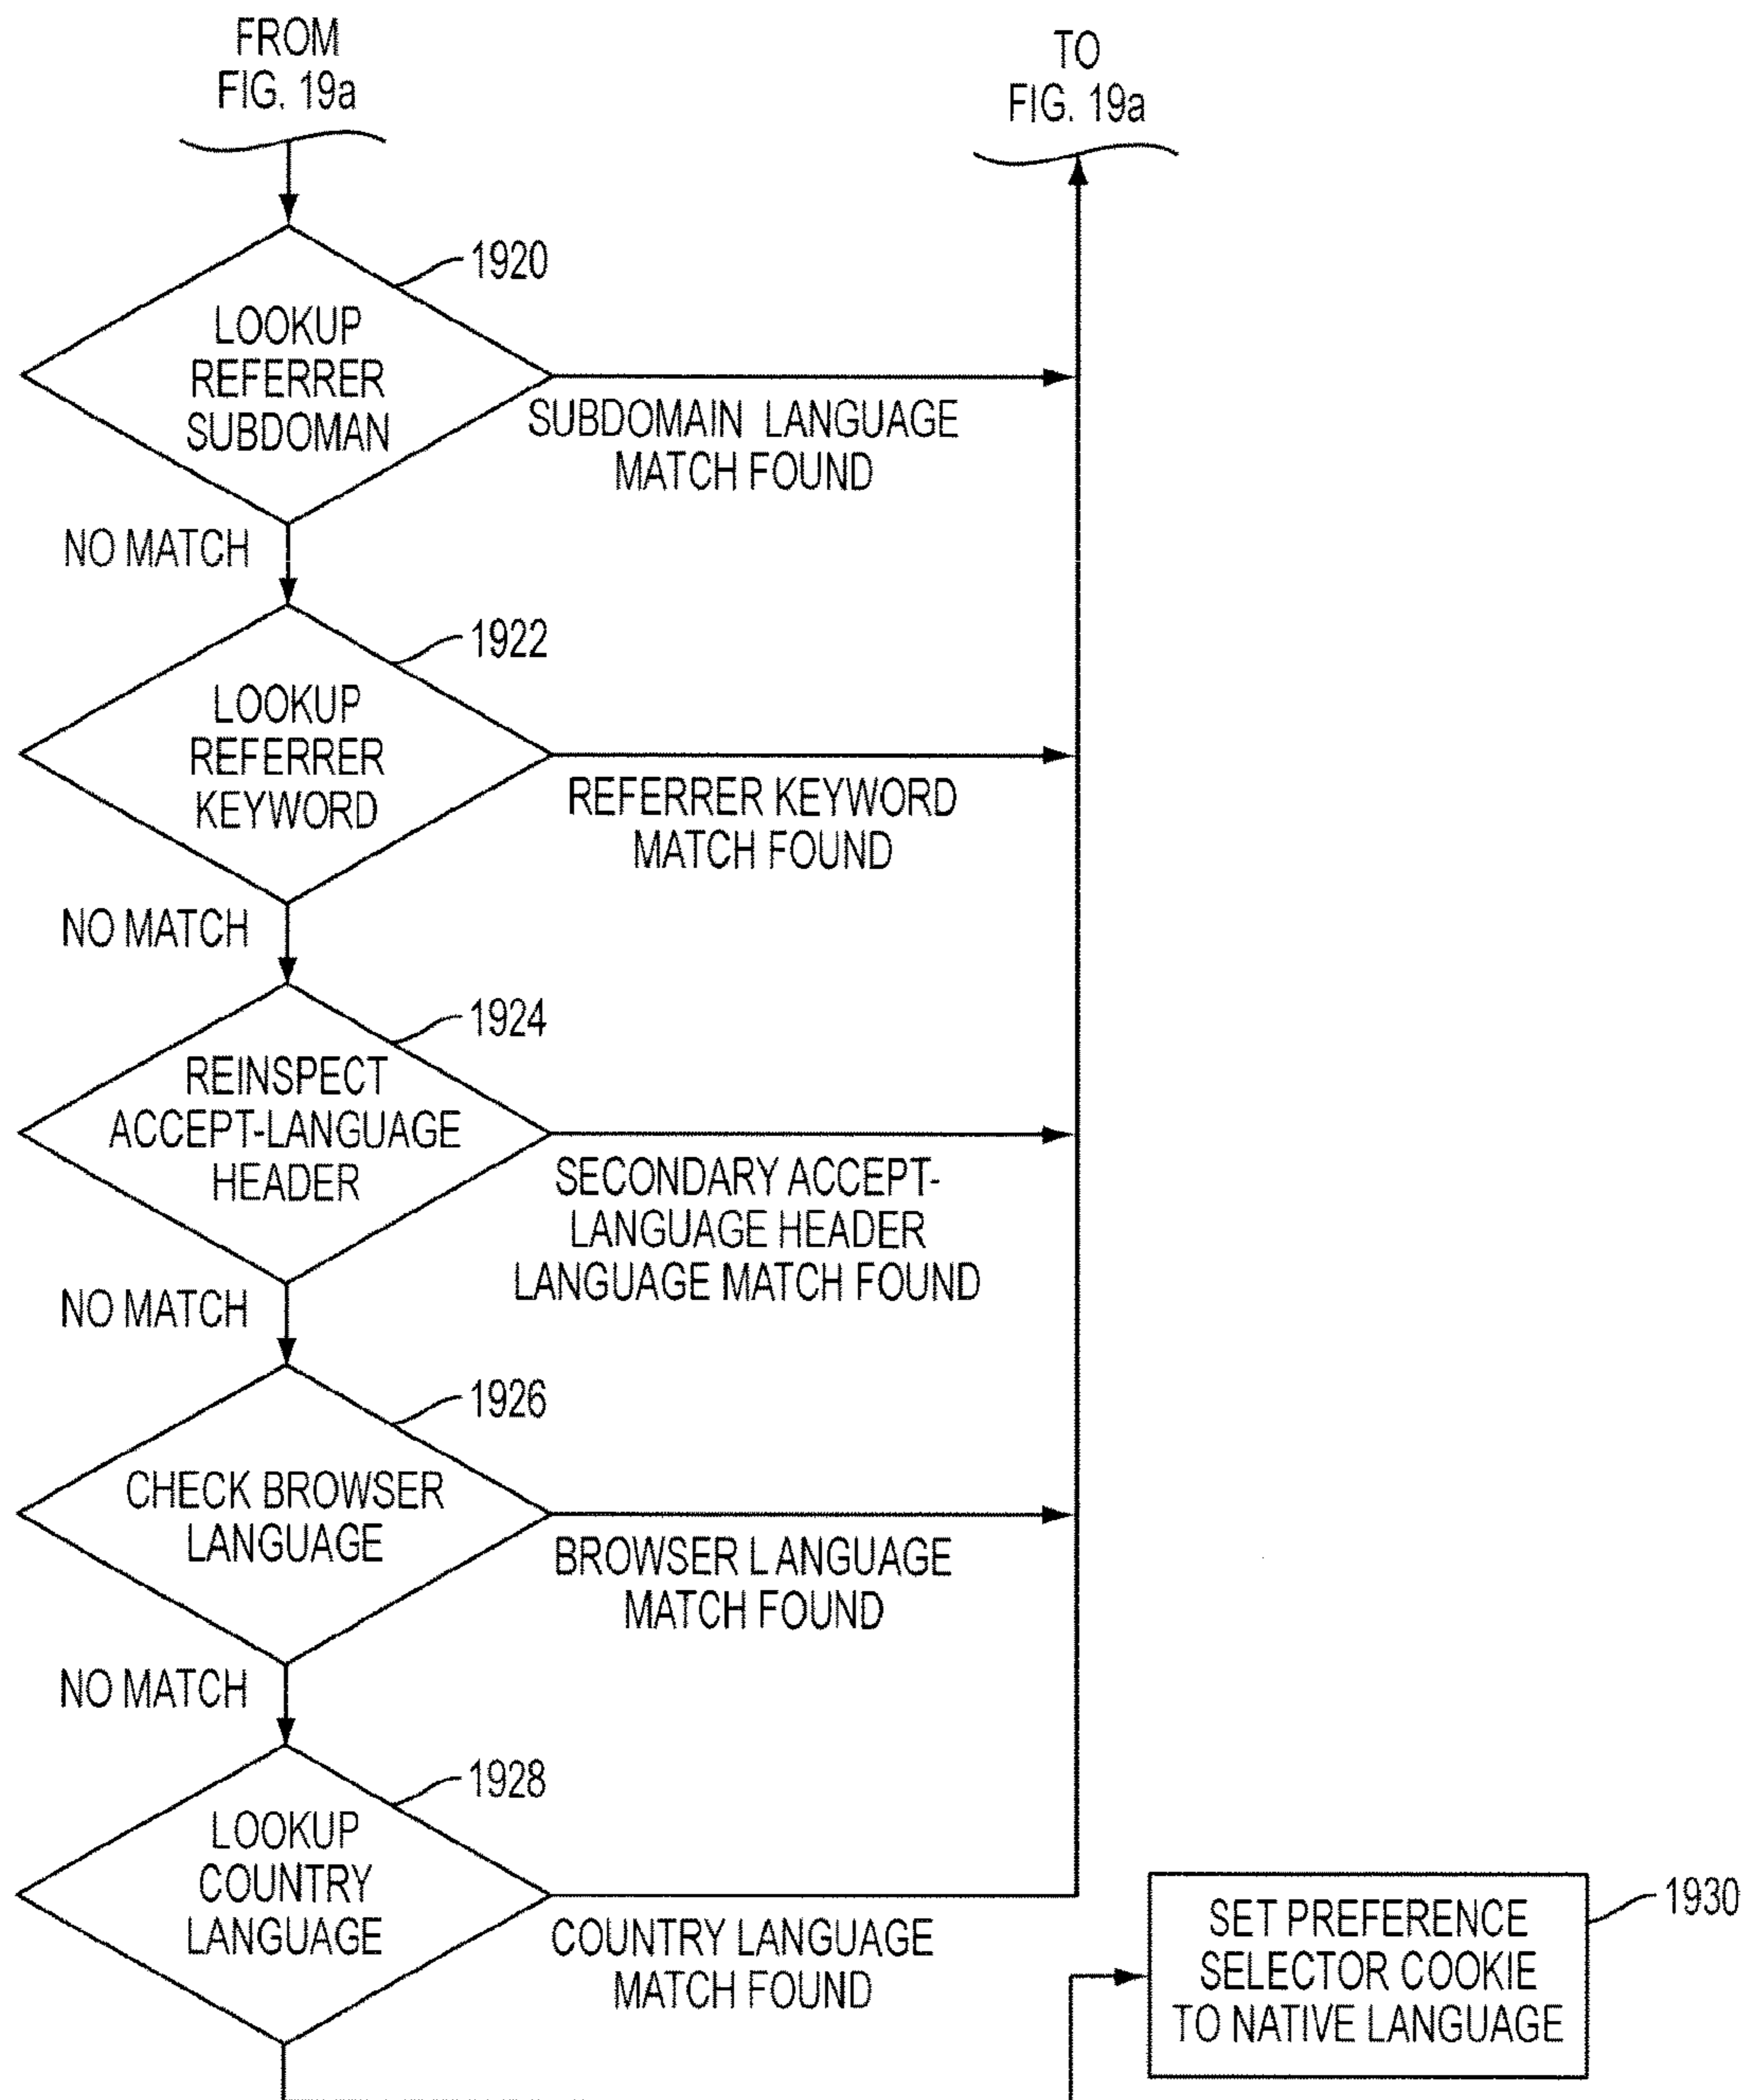 FROM
FIG. 19a
TO
FIG. 19a
1920
LOOKUP
REFERRER
SUBDOMAN
SUBDOMAIN LANGUAGE
MATCH FOUND
NO MATCH
1922
LOOKUP
REFERRER
KEYWORD
REFERRER KEYWORD
MATCH FOUND
NO MATCH
1924
REINSPECT
ACCEPT-LANGUAGE
HEADER
SECONDARY ACCEPT-
LANGUAGE HEADER
LANGUAGE MATCH FOUND
NO MATCH
1926
CHECK BROWSER
LANGUAGE
BROWSER LANGUAGE
MATCH FOUND
NO MATCH
1928
LOOKUP
COUNTRY
LANGUAGE
COUNTRY LANGUAGE
MATCH FOUND
1930
SET PREFERENCE
SELECTOR COOKIE
TO NATIVE LANGUAGE